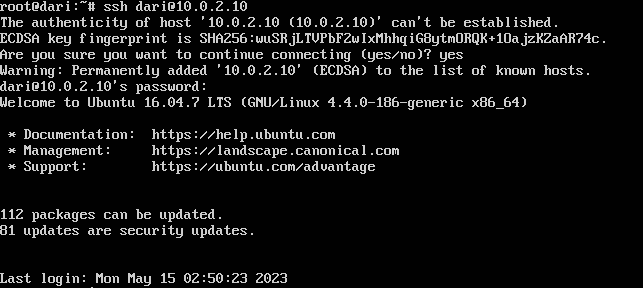 root@dari:~# ssh dari@10.0.2.10
The authenticity of host '10.0.2.10 (10.0.2.10)' can't be established.
ECDSA key fingerprint is SHA256:wuSRjLTVPbF2wIxMhhqiG8ytmORQK+1OajzKZaAR74c.
Are you sure you want to continue connecting (yes/no)? yes
Warning: Permanently added '10.0.2.10' (ECDSA) to the list of known hosts.
dari@10.0.2.10's password:
Welcome to Ubuntu 16.04.7 LTS (GNU/Linux 4.4.0-186-generic x86_64)
* Documentation:  https://help.ubuntu.com
* Management:     https://landscape.canonical.com
* Support:        https://ubuntu.com/advantage
112 packages can be updated.
81 updates are security updates.
Last login: Mon May 15 02:50:23 2023